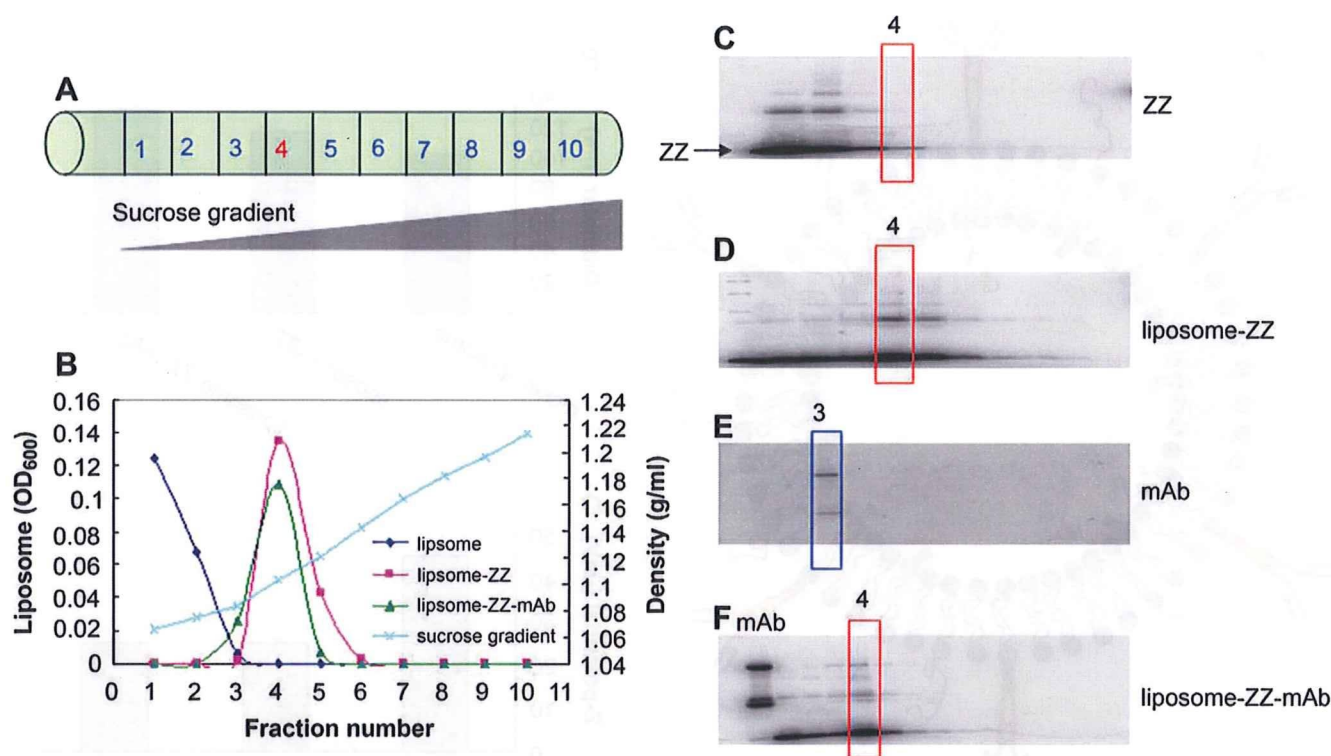 A
1 2 3 4 5 6 7 8 9 10
Sucrose gradient
B
Liposome (OD600)
0.16
0.14
0.12
0.1
0.08
0.06
0.04
0.02
0
1.24
1.22
1.2
1.18
1.16
1.14
1.12
1.1
1.08
1.06
1.04
Density (g/ml)
lipsome
lipsome-ZZ
lipsome-ZZ-mAb
sucrose gradient
0 1 2 3 4 5 6 7 8 9 10 11
Fraction number
C
4
ZZ
ZZ
D
4
liposome-ZZ
E
3
mAb
F
mAb
4
liposome-ZZ-mAb